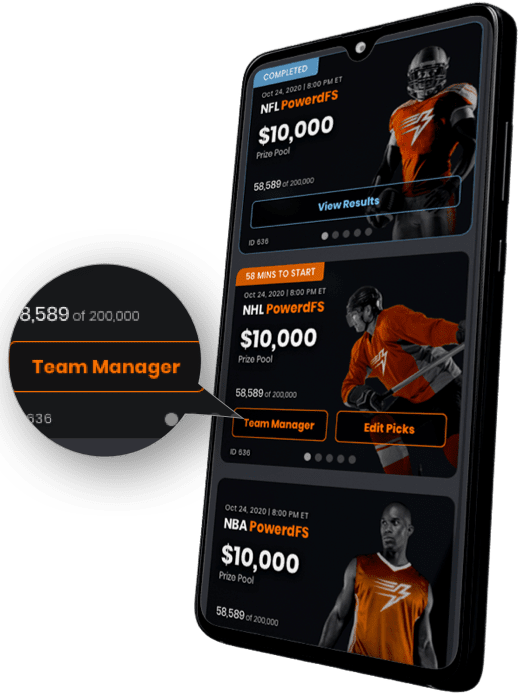 COMPLETED
Oct 24, 2020 | 8:00 PM ET
NFL PowerdFS
$10,000
Prize Pool
58,589 of 200,000
View Results
ID 636
58 MINS TO START
Oct 24, 2020 | 8:00 PM ET
NHL PowerdFS
$10,000
Prize Pool
58,589 of 200,000
Team Manager Edit Picks
ID 636
8,589 of 200,000
Team Manager
636
Oct 24, 2020 | 8:00 PM ET
NBA PowerdFS
$10,000
Prize Pool
58,589 of 200,000